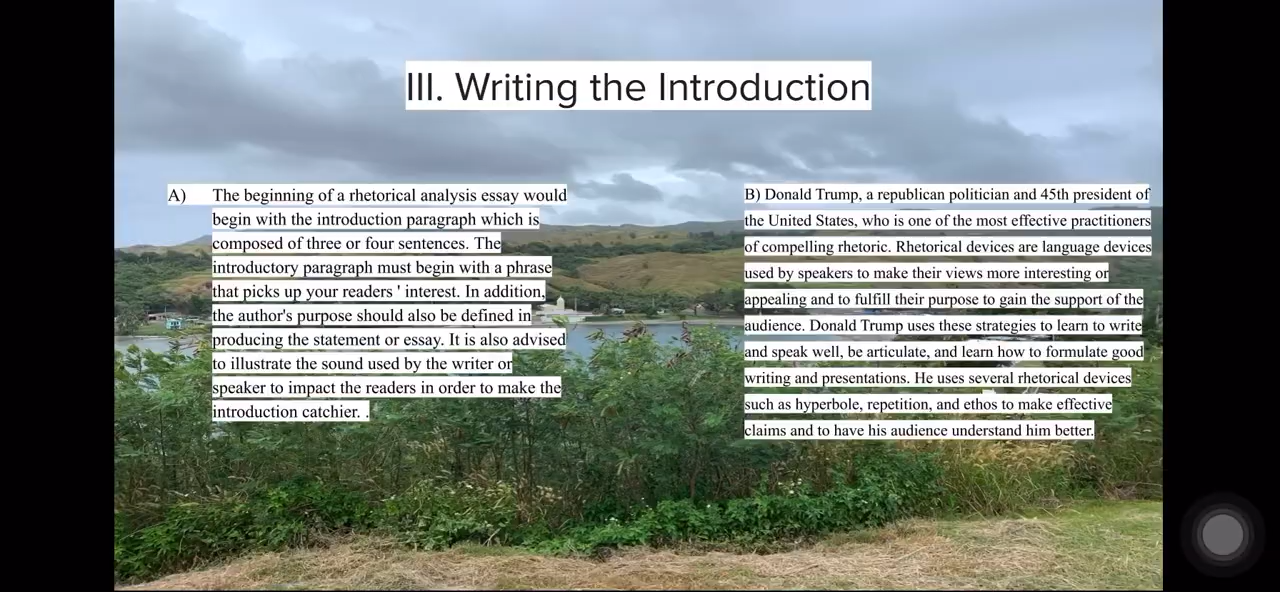 III. Writing the Introduction
A) The beginning of a rhetorical analysis essay would
begin with the introduction paragraph which is
composed of three or four sentences. The
introductory paragraph must begin with a phrase
that picks up your readers ' interest. In addition,
the author's purpose should also be defined in
producing the statement or essay. It is also advised
to illustrate the sound used by the writer or
speaker to impact the readers in order to make the
introduction catchier. .
B) Donald Trump, a republican politician and 45th president of
the United States, who is one of the most effective practitioners
of compelling rhetoric. Rhetorical devices are language devices
used by speakers to make their views more interesting or
appealing and to fulfill their purpose to gain the support of the
audience. Donald Trump uses these strategies to learn to write
and speak well, be articulate, and learn how to formulate good
writing and presentations. He uses several rhetorical devices
such as hyperbole, repetition, and ethos to make effective
claims and to have his audience understand him better.